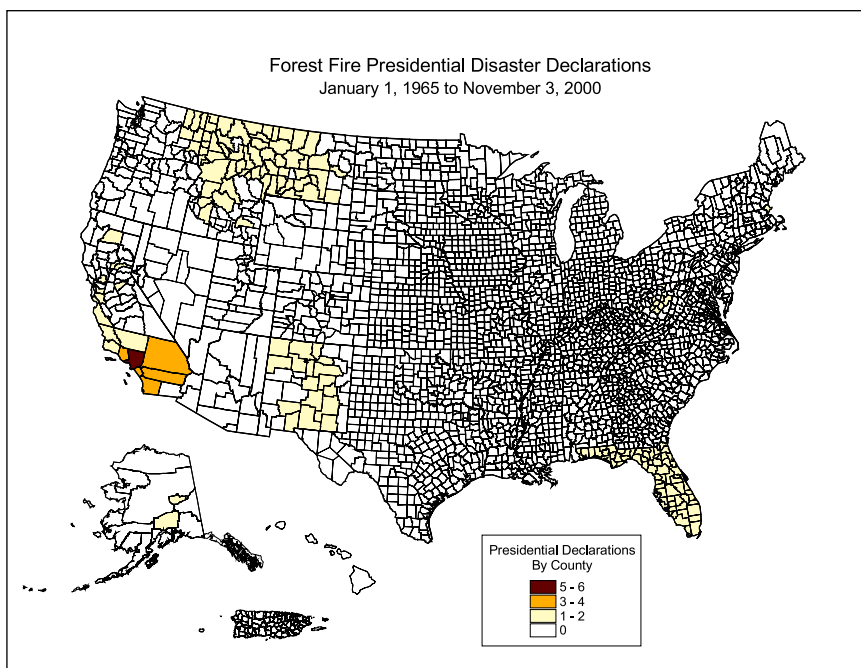 Forest Fire Presidential Disaster Declarations
January 1, 1965 to November 3, 2000
Presidential Declarations
By County
5 - 6
3 - 4
1 - 2
0